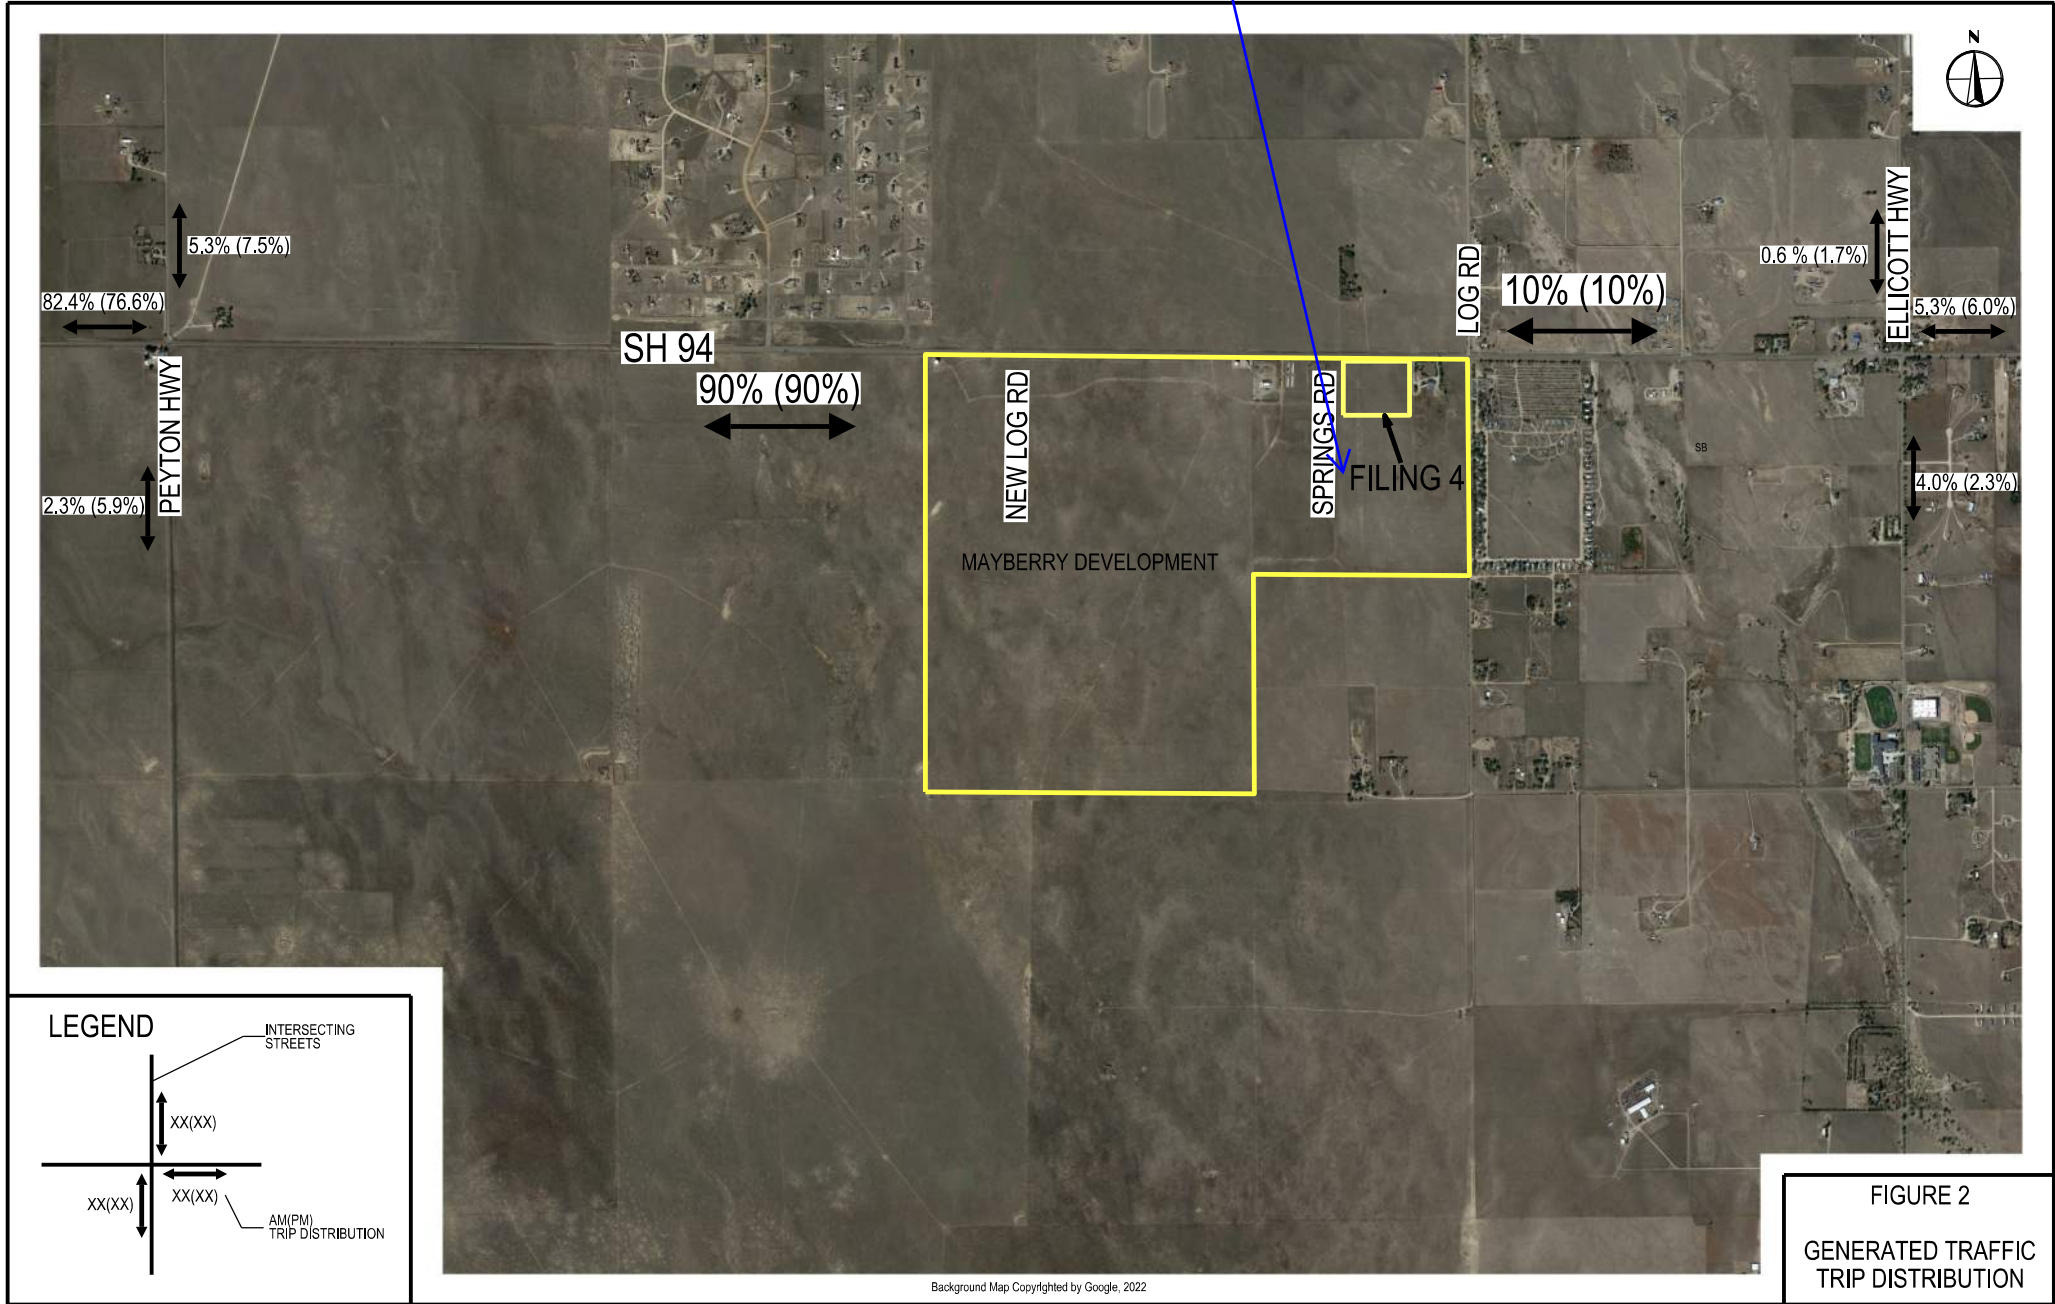 N
5.3% (7.5%)
82.4% (76.6%)
PEYTON HWY
2.3% (5.9%)
SH 94
90% (90%)
NEW LOG RD
SPRINGS RD
FILING 4
MAYBERRY DEVELOPMENT
LOG RD
10% (10%)
0.6 % (1.7%)
ELLICOTT HWY
5.3% (6.0%)
SB
4.0% (2.3%)
LEGEND
INTERSECTING
STREETS
XX(XX)
XX(XX)
XX(XX)
AM(PM)
TRIP DISTRIBUTION
Background Map Copyrighted by Google, 2022
FIGURE 2
GENERATED TRAFFIC
TRIP DISTRIBUTION